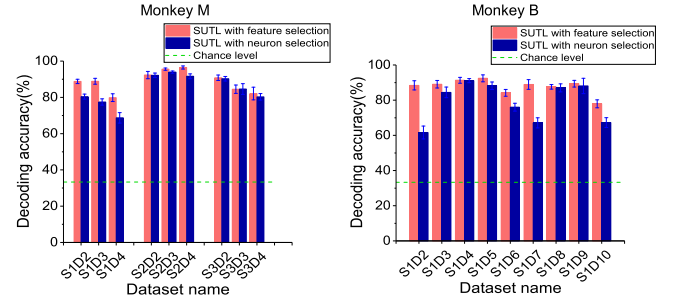 Monkey M
SUTL with feature selection
SUTL with neuron selection
Chance level
Decoding accuracy(%)
100
80
60
40
20
0
S1D2
S1D3
S1D4
S2D2
S2D3
S2D4
S3D2
S3D3
S3D4
Dataset name
Monkey B
SUTL with feature selection
SUTL with neuron selection
Chance level
Decoding accuracy(%)
100
80
60
40
20
0
S1D2
S1D3
S1D4
S1D5
S1D6
S1D7
S1D8
S1D9
S1D10
Dataset name